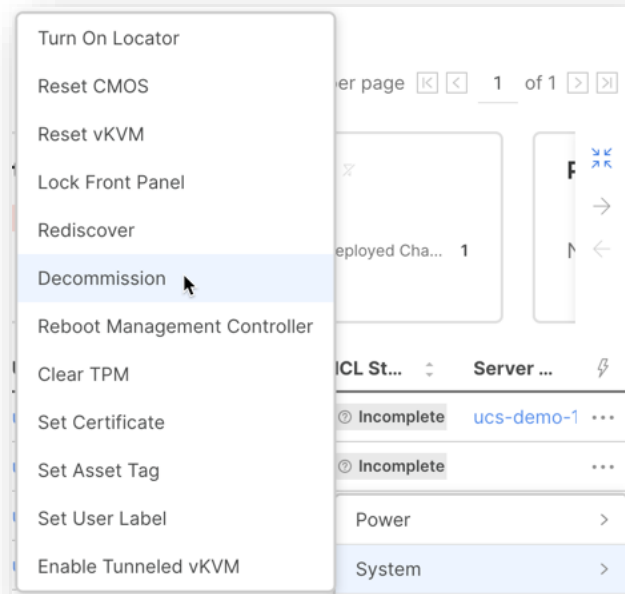 Turn On Locator
Reset CMOS
Reset vKVM
Lock Front Panel
Rediscover
Decommission
Reboot Management Controller
Clear TPM
Set Certificate
Set Asset Tag
Set User Label
Enable Tunneled vKVM
per page 1 of 1
eployed Cha... 1
CL St... Server ...
Incomplete ucs-demo-1 ...
Incomplete ...
Power
System